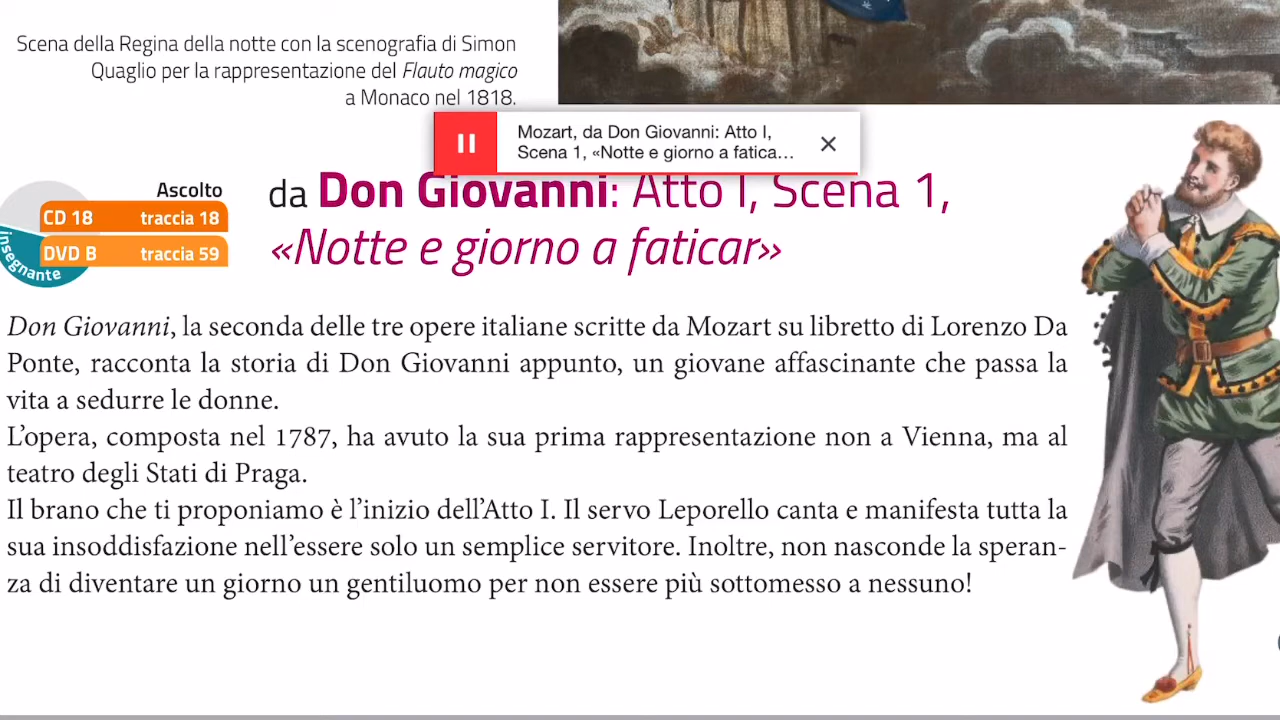 Scena della Regina della notte con la scenografia di Simon
Quaglio per la rappresentazione del Flauto magico
a Monaco nel 1818.
Mozart, da Don Giovanni: Atto I,
Scena 1, «Notte e giorno a fatica...
Ascolto
CD 18 traccia 18
DVD B traccia 59
insegnante
da Don Giovanni: Atto I, Scena 1,
«Notte e giorno a faticar»
Don Giovanni, la seconda delle tre opere italiane scritte da Mozart su libretto di Lorenzo Da
Ponte, racconta la storia di Don Giovanni appunto, un giovane affascinante che passa la
vita a sedurre le donne.
L'opera, composta nel 1787, ha avuto la sua prima rappresentazione non a Vienna, ma al
teatro degli Stati di Praga.
Il brano che ti proponiamo è l'inizio dell'Atto I. Il servo Leporello canta e manifesta tutta la
sua insoddisfazione nell'essere solo un semplice servitore. Inoltre, non nasconde la speran-
za di diventare un giorno un gentiluomo per non essere più sottomesso a nessuno!